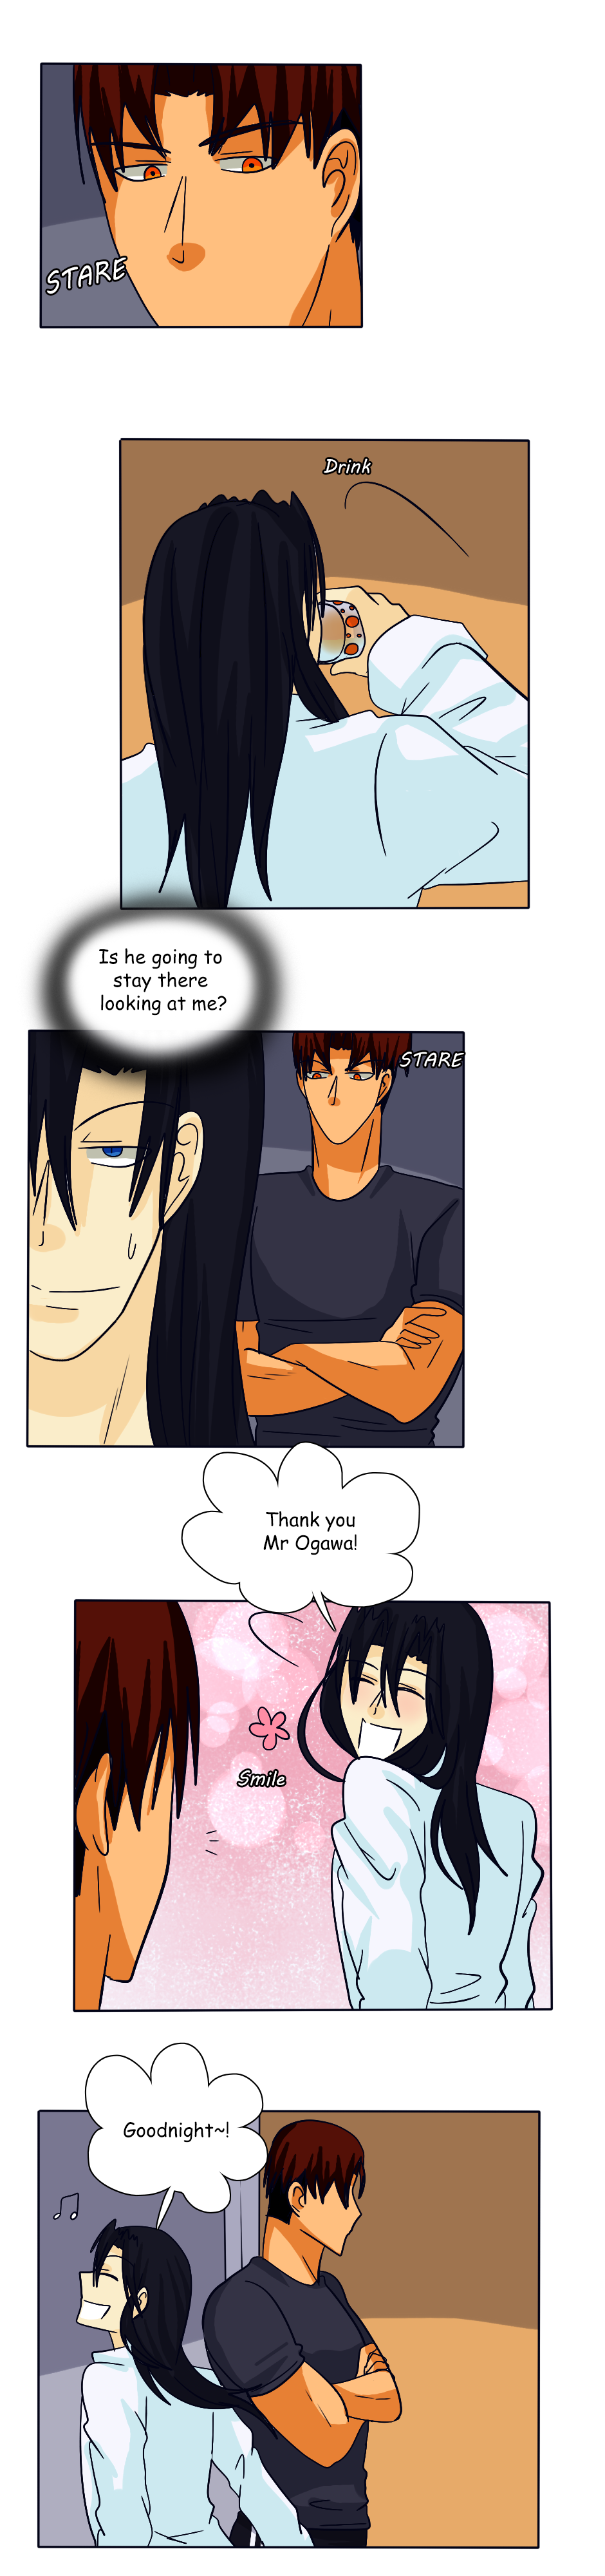 STARE
Drink
Is he going to
stay there
looking at me?
STARE
Thank you
Mr Ogawa!
Smile
Goodnight~!